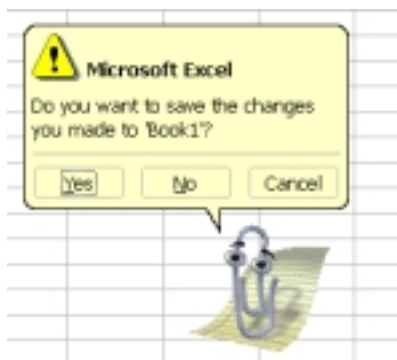 Microsoft Excel
Do you want to save the changes
you made to 'Book1'?
Yes No Cancel